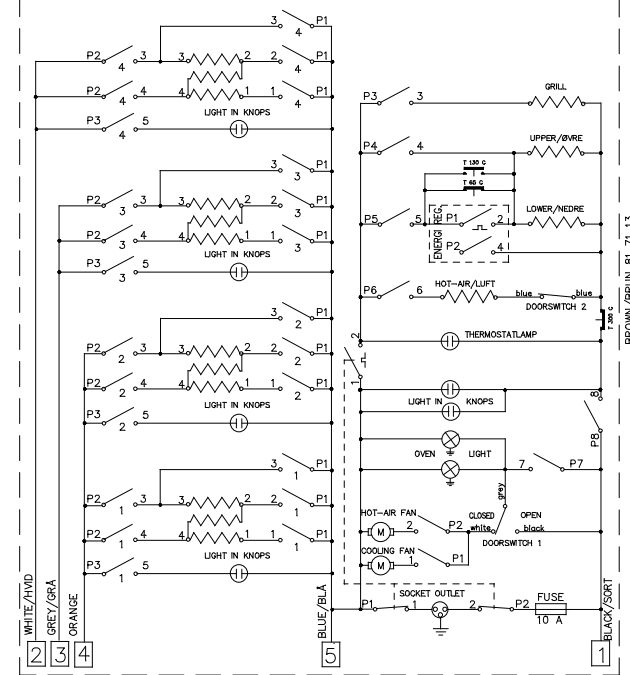 3 P1
4
P2 3 3 2 2 P1
4 4
P2 4 4 1 1 P1
4 4
LIGHT IN KNOPS
P3 5
4
3 P1
3
P2 3 3 2 2 P1
3 3
P2 4 4 1 1 P1
3 3
LIGHT IN KNOPS
P3 5
3
3 P1
2
P2 3 3 2 2 P1
2 2
P2 4 4 1 1 P1
2 2
LIGHT IN KNOPS
P3 5
2
3 P1
1
P2 3 3 2 2 P1
1 1
P2 4 4 1 1 P1
1 1
LIGHT IN KNOPS
P3 5
1
WHITE/HVID
GREY/GRÅ
ORANGE
BLUE/BLÅ
2 3 4 5
GRILL
P3 3
UPPER/ØVRE
P4 4
T 130 C
T 65 C
LOWER/NEDRE
P5 5 P1 2
ENERGI REG.
P2 4
HOT-AIR/LUFT
P6 6 blue blue
DOORSWITCH 2
T 300 C
THERMOSTATLAMP
2
1
LIGHT IN KNOPS
8
P8
OVEN LIGHT
7 P7
grey
HOT-AIR FAN CLOSED OPEN
M 2 P2 white black
DOORSWITCH 1
COOLING FAN
M 1 P1
SOCKET OUTLET
P1 1 2 P2 FUSE
10 A
BLACK/SORT
1